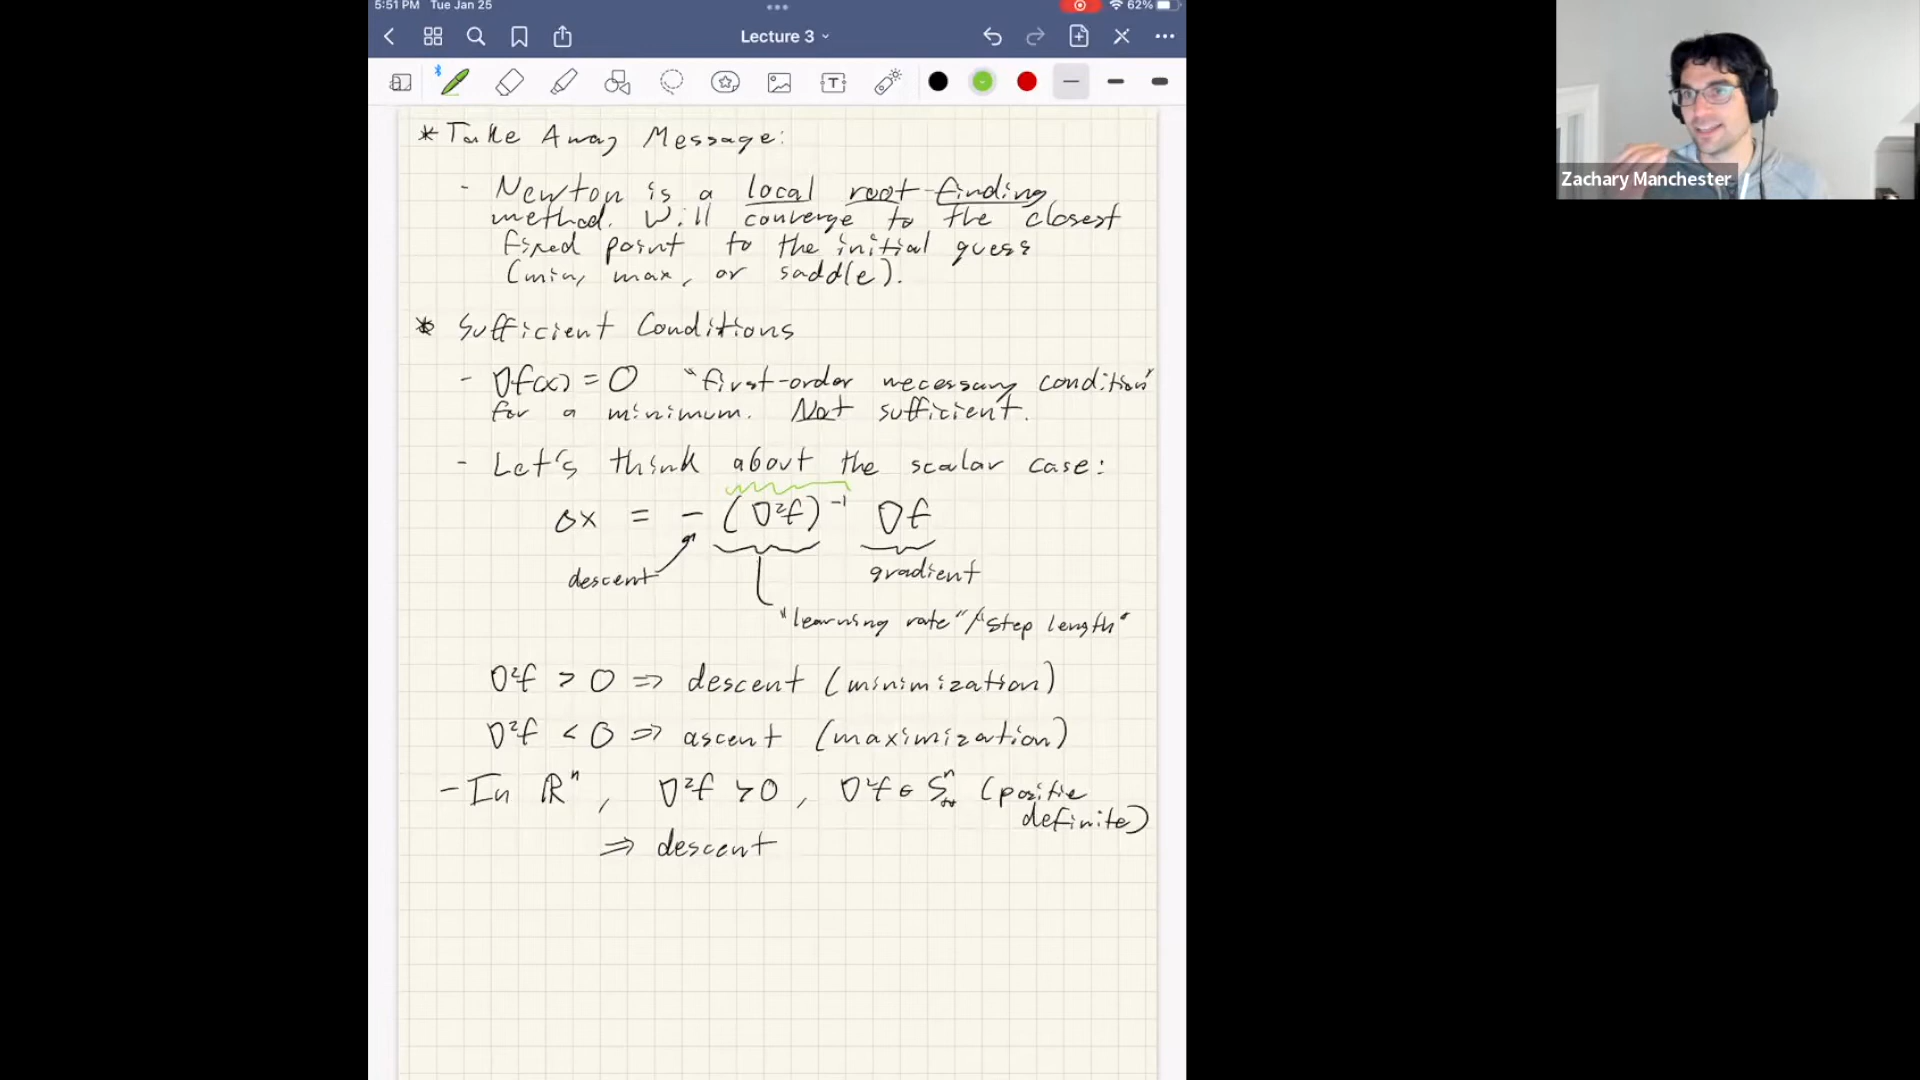 5:51 PM Tue Jan 25
62%
Lecture 3
Zachary Manchester
* Take Away Message:
- Newton is a local root-finding
method. Will converge to the closest
fixed point to the initial guess
(min, max, or saddle).
* Sufficient Conditions
- ∇f(x) = 0 "first-order necessary condition"
for a minimum. Not sufficient.
- Let's think about the scalar case:
Δx = - (∇²f)⁻¹ ∇f
descent
gradient
"learning rate" / "step length"
∇²f > 0 ⇒ descent (minimization)
∇²f < 0 ⇒ ascent (maximization)
- In ℝⁿ, ∇²f ≻ 0, ∇²f ∈ Sⁿ₊₊ (positie
definite)
⇒ descent